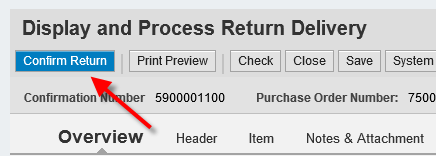 Display and Process Return Delivery
Confirm Return Print Preview Check Close Save System
Confirmation Number 5900001100 Purchase Order Number: 7500
Overview Header Item Notes & Attachment